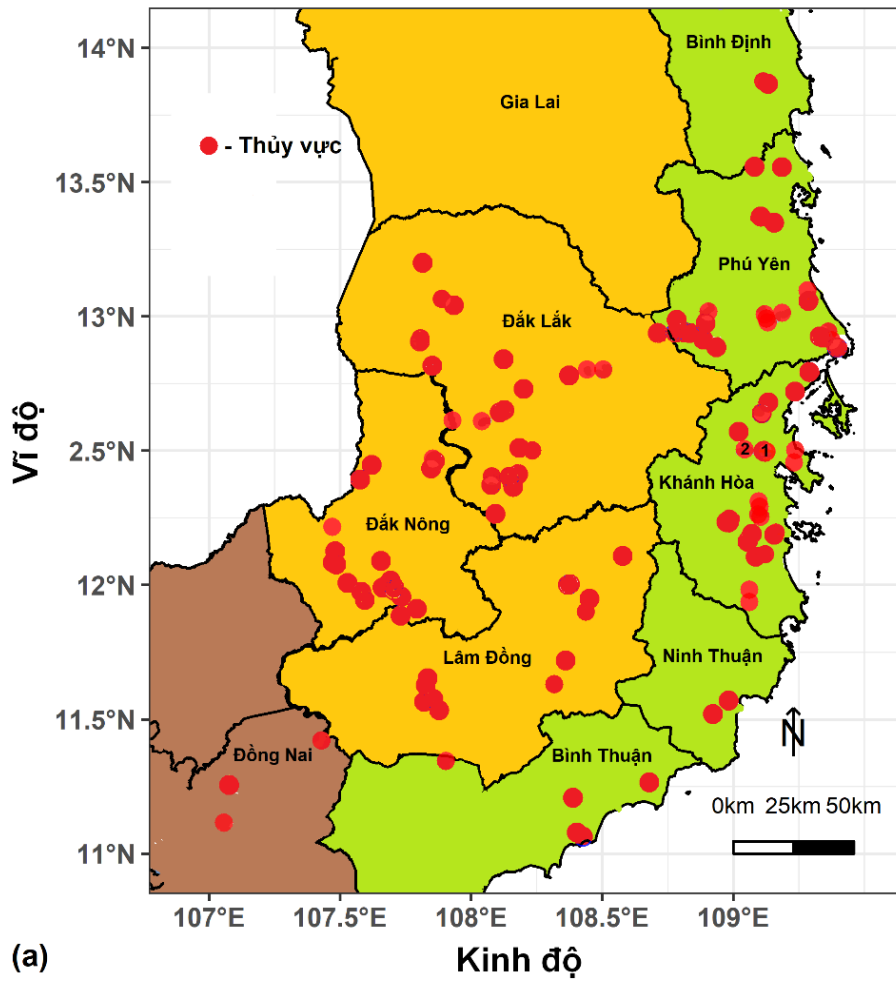 14°N
Bình Định
Gia Lai
- Thủy vực
13.5°N
Phú Yên
13°N
Đắk Lắk
2.5°N
2 1
Khánh Hòa
Đắk Nông
12°N
Lâm Đồng
Ninh Thuận
11.5°N
N
Đồng Nai
Bình Thuận
0km 25km 50km
11°N
107°E 107.5°E 108°E 108.5°E 109°E
Vĩ độ
Kinh độ
(a)